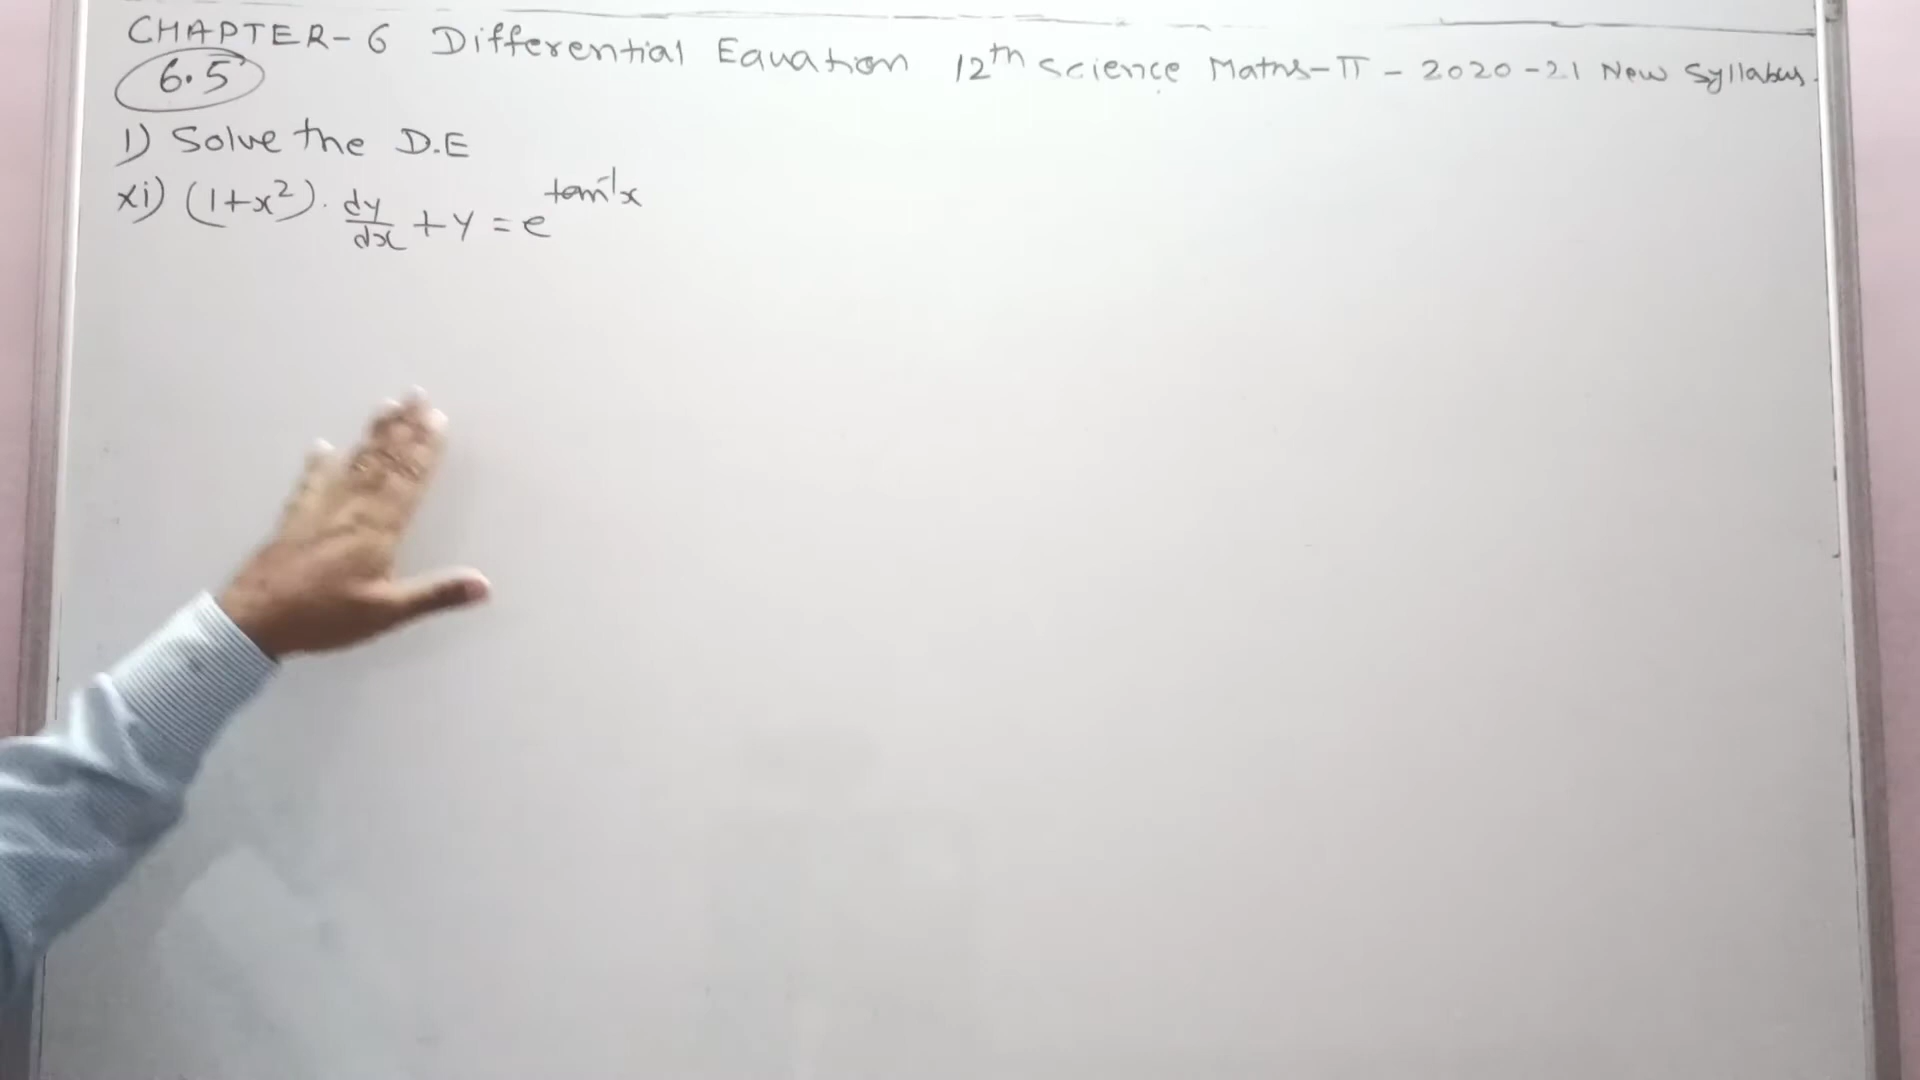 CHAPTER-6 Differential Equation 12th Science Maths-II - 2020-21 New Syllabus.
6.5
1) Solve the D.E
xi) (1+x²). dy/dx + y = e^tan⁻¹x